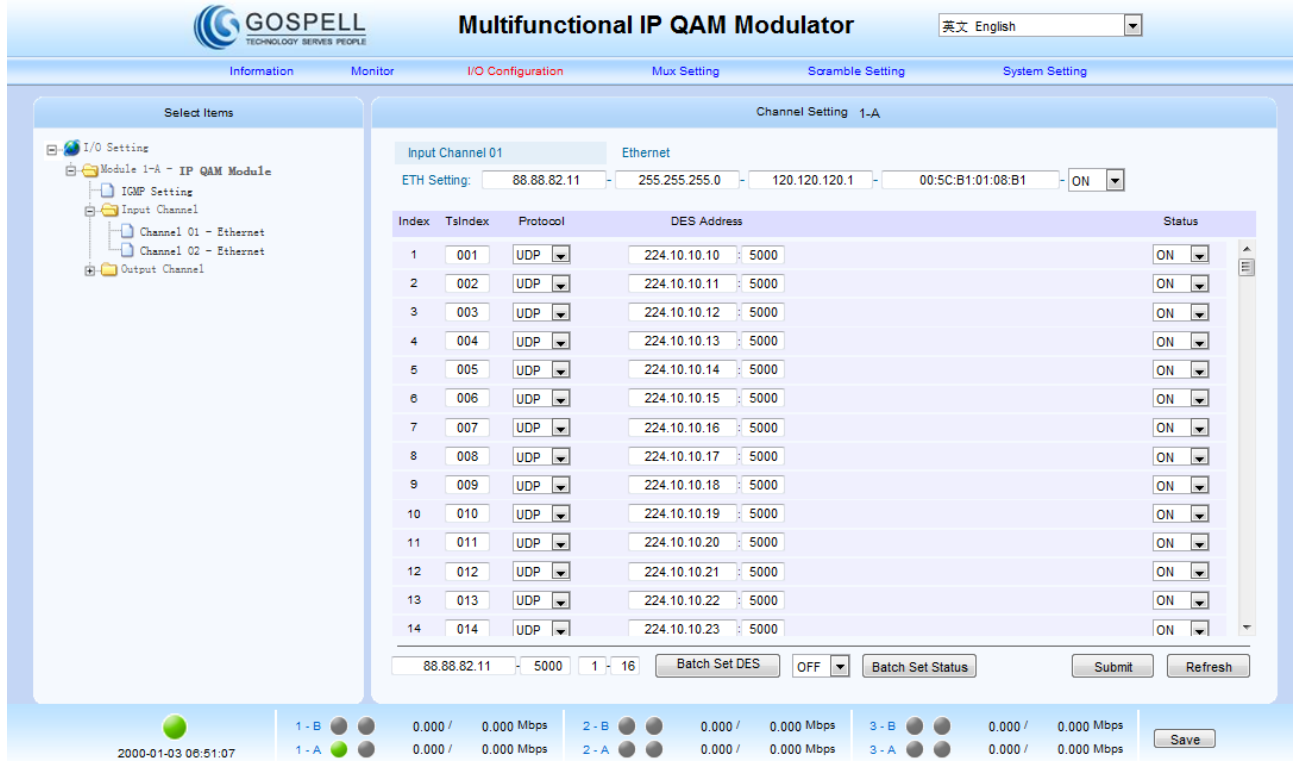 GOSPELL
TECHNOLOGY SERVES PEOPLE
Multifunctional IP QAM Modulator
英文 English
Information Monitor I/O Configuration Mux Setting Scramble Setting System Setting
Select Items
I/O Setting
Module 1-A - IP QAM Module
IGMP Setting
Input Channel
Channel 01 - Ethernet
Channel 02 - Ethernet
Output Channel
Channel Setting 1-A
Input Channel 01 Ethernet
ETH Setting: 88.88.82.11 - 255.255.255.0 - 120.120.120.1 - 00:5C:B1:01:08:B1 - ON
Index TsIndex Protocol DES Address Status
1 001 UDP 224.10.10.10 : 5000 ON
2 002 UDP 224.10.10.11 : 5000 ON
3 003 UDP 224.10.10.12 : 5000 ON
4 004 UDP 224.10.10.13 : 5000 ON
5 005 UDP 224.10.10.14 : 5000 ON
6 006 UDP 224.10.10.15 : 5000 ON
7 007 UDP 224.10.10.16 : 5000 ON
8 008 UDP 224.10.10.17 : 5000 ON
9 009 UDP 224.10.10.18 : 5000 ON
10 010 UDP 224.10.10.19 : 5000 ON
11 011 UDP 224.10.10.20 : 5000 ON
12 012 UDP 224.10.10.21 : 5000 ON
13 013 UDP 224.10.10.22 : 5000 ON
14 014 UDP 224.10.10.23 : 5000 ON
88.88.82.11 - 5000 1 - 16 Batch Set DES OFF Batch Set Status Submit Refresh
1 - B 0.000 / 0.000 Mbps 2 - B 0.000 / 0.000 Mbps 3 - B 0.000 / 0.000 Mbps
2000-01-03 06:51:07 1 - A 0.000 / 0.000 Mbps 2 - A 0.000 / 0.000 Mbps 3 - A 0.000 / 0.000 Mbps
Save